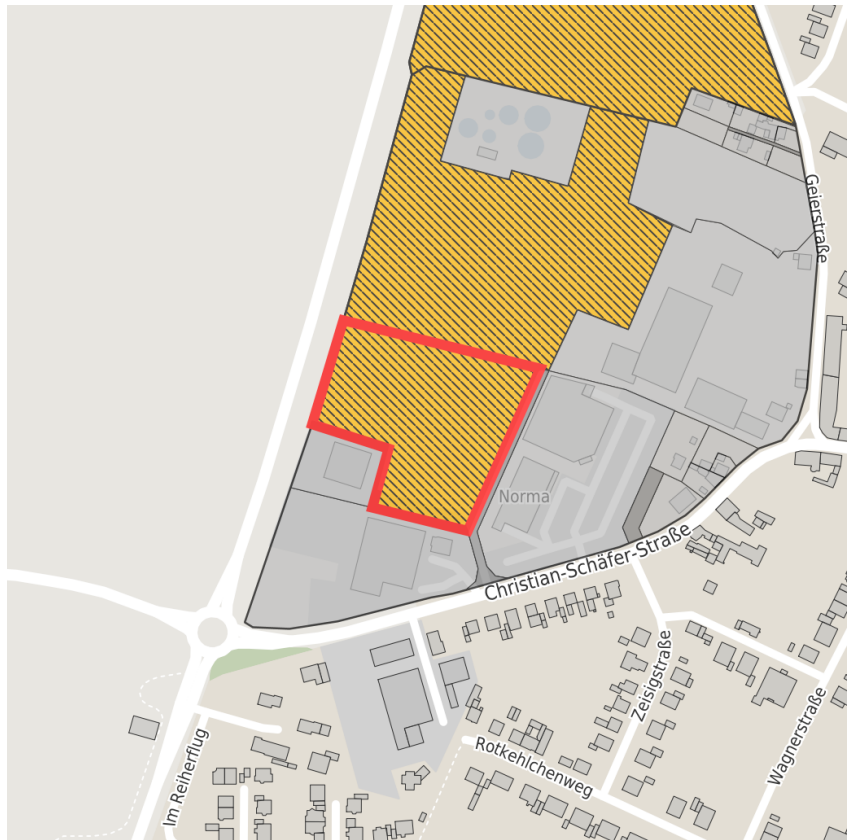 Geierstraße
Norma
Christian-Schäfer-Straße
Zeisigstraße
Wagnerstraße
Im Reiherflug
Rotkehlchenweg